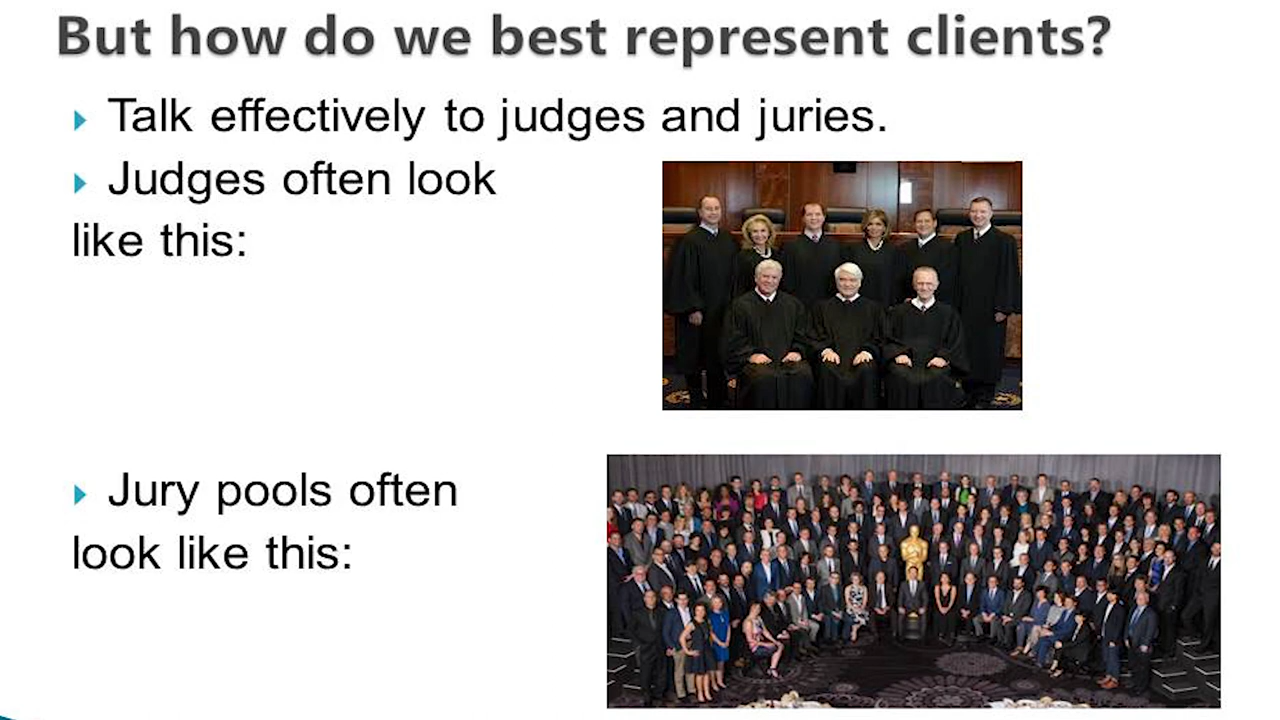 But how do we best represent clients?
Talk effectively to judges and juries.
Judges often look
like this:
Jury pools often
look like this: